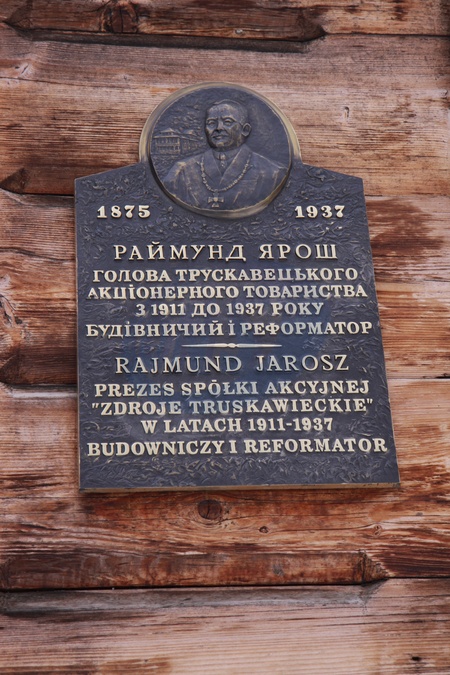 1875 1937
РАЙМУНД ЯРОШ
ГОЛОВА ТРУСКАВЕЦЬКОГО
АКЦІОНЕРНОГО ТОВАРИСТВА
З 1911 ДО 1937 РОКУ
БУДІВНИЧИЙ І РЕФОРМАТОР
RAJMUND JAROSZ
PREZES SPÓŁKI AKCYJNEJ
"ZDROJE TRUSKAWIECKIE"
W LATACH 1911-1937
BUDOWNICZY I REFORMATOR